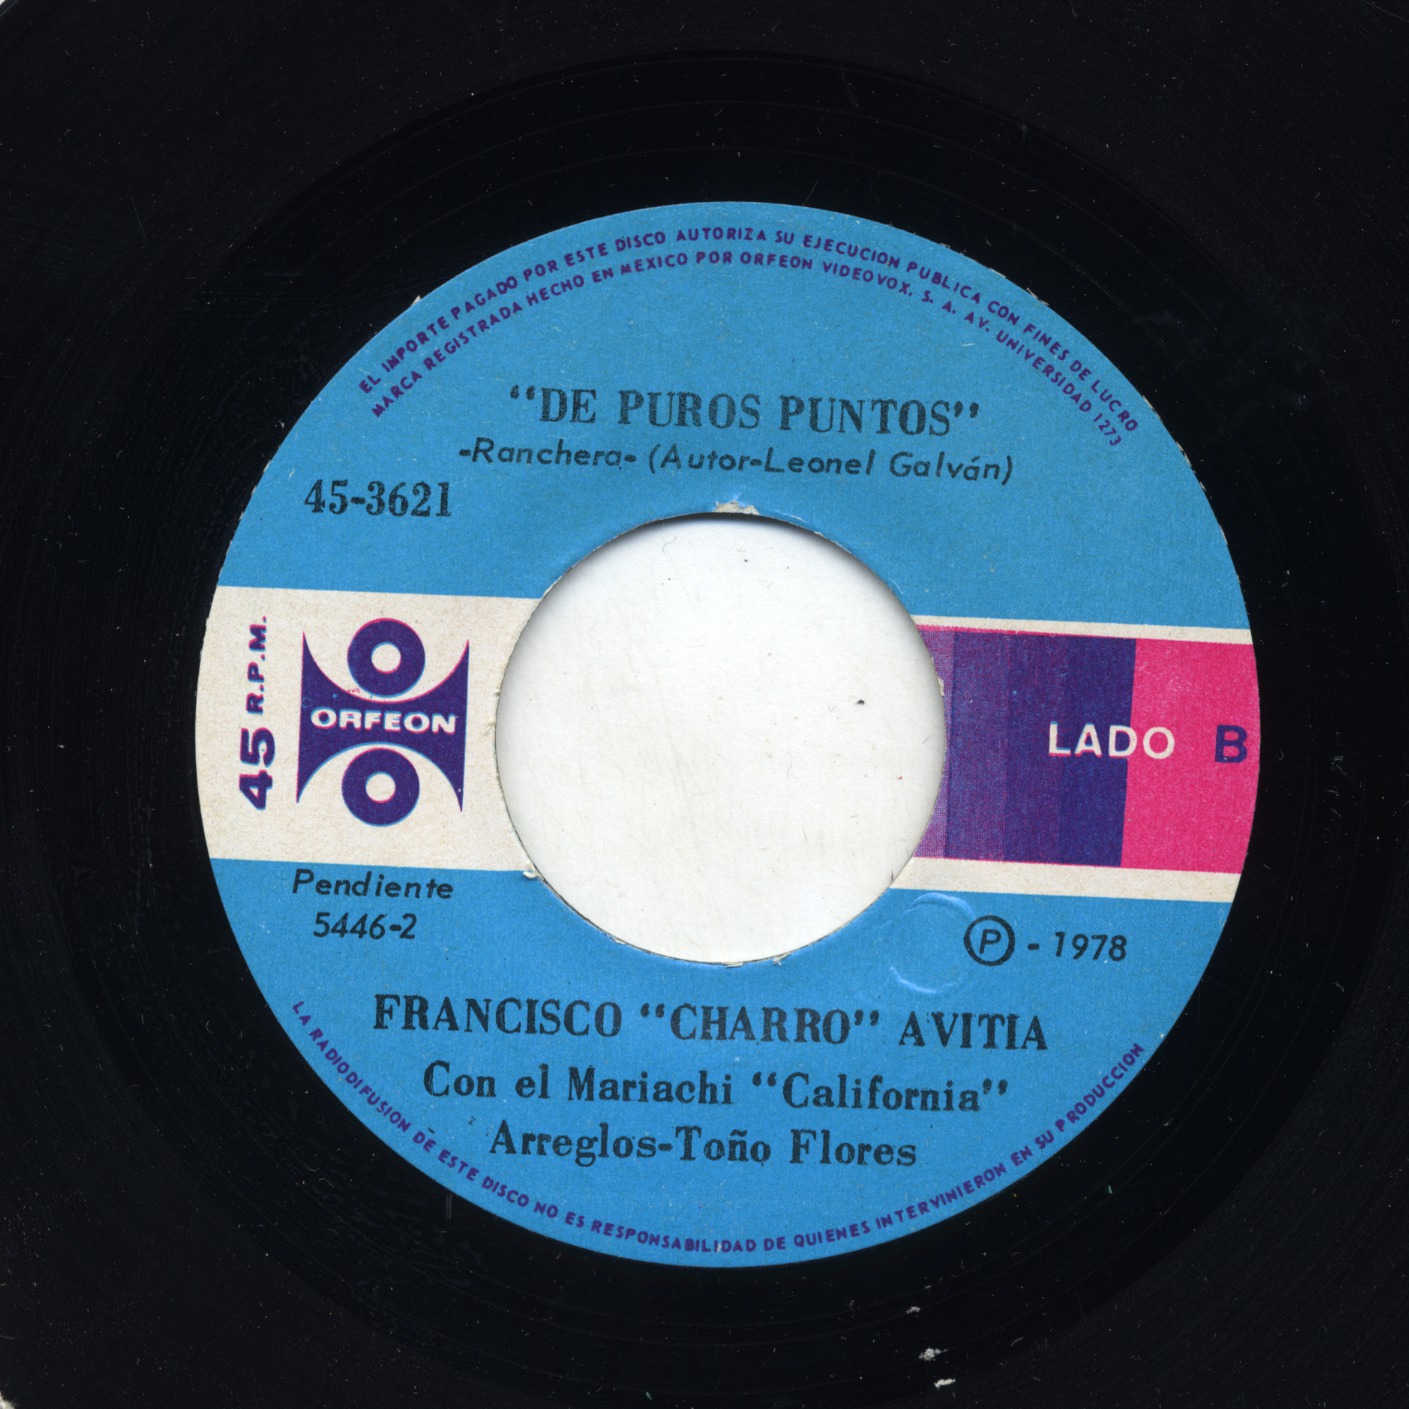 EL IMPORTE PAGADO POR ESTE DISCO AUTORIZA SU EJECUCION PUBLICA CON FINES DE LUCRO
MARCA REGISTRADA HECHO EN MEXICO POR ORFEON VIDEOVOX, S. A. AV. UNIVERSIDAD 1273
“DE PUROS PUNTOS”
-Ranchera- (Autor-Leonel Galván)
45-3621
45 R.P.M.
ORFEON
LADO B
Pendiente
5446-2
Ⓟ - 1978
FRANCISCO “CHARRO” AVITIA
Con el Mariachi “California”
Arreglos-Toño Flores
LA RADIODIFUSION DE ESTE DISCO NO ES RESPONSABILIDAD DE QUIENES INTERVINIERON EN SU PRODUCCION